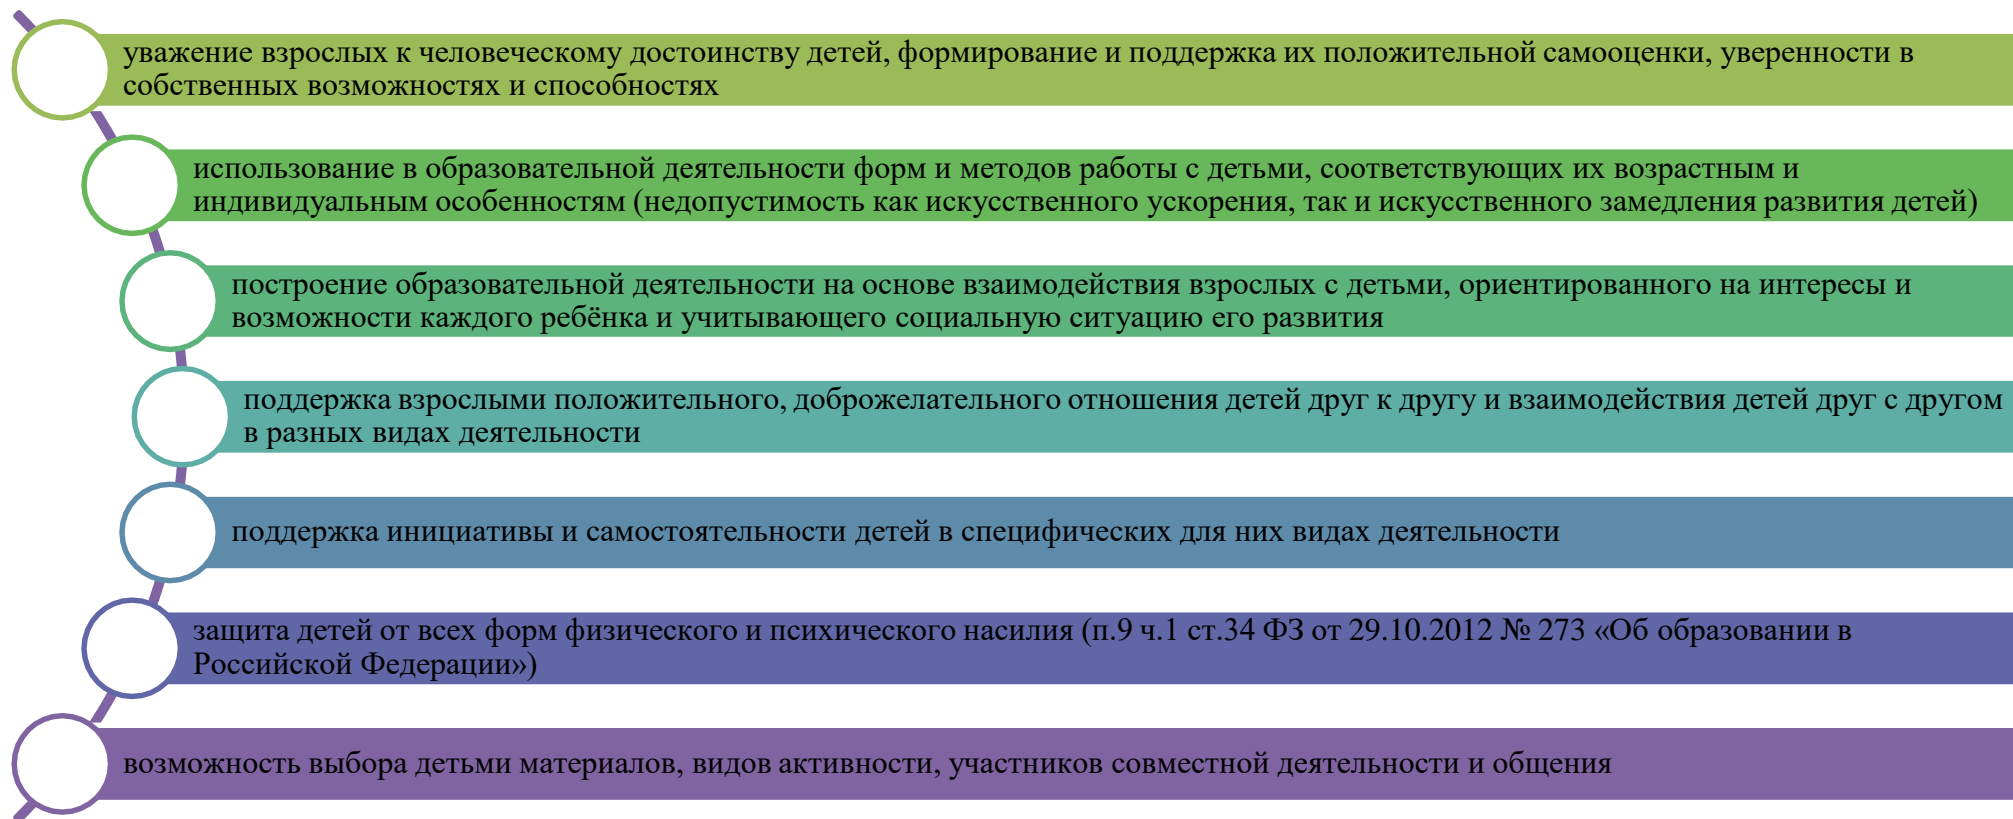 уважение взрослых к человеческому достоинству детей, формирование и поддержка их положительной самооценки, уверенности в
собственных возможностях и способностях
использование в образовательной деятельности форм и методов работы с детьми, соответствующих их возрастным и
индивидуальным особенностям (недопустимость как искусственного ускорения, так и искусственного замедления развития детей)
построение образовательной деятельности на основе взаимодействия взрослых с детьми, ориентированного на интересы и
возможности каждого ребёнка и учитывающего социальную ситуацию его развития
поддержка взрослыми положительного, доброжелательного отношения детей друг к другу и взаимодействия детей друг с другом
в разных видах деятельности
поддержка инициативы и самостоятельности детей в специфических для них видах деятельности
защита детей от всех форм физического и психического насилия (п.9 ч.1 ст.34 ФЗ от 29.10.2012 № 273 «Об образовании в
Российской Федерации»)
возможность выбора детьми материалов, видов активности, участников совместной деятельности и общения